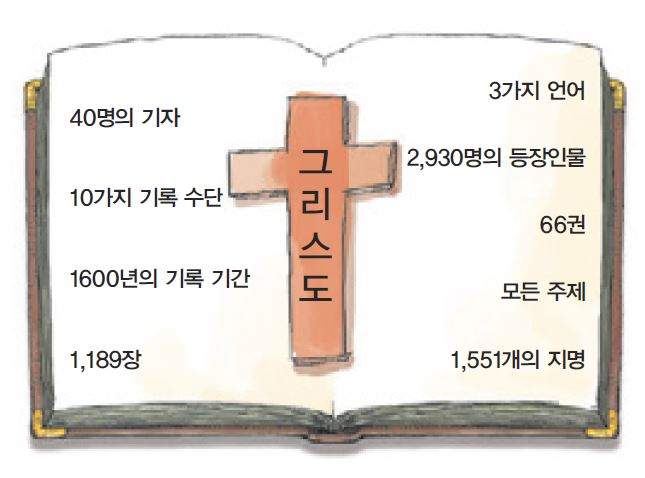 40명의 기자
10가지 기록 수단
1600년의 기록 기간
1,189장
그리스도
3가지 언어
2,930명의 등장인물
66권
모든 주제
1,551개의 지명